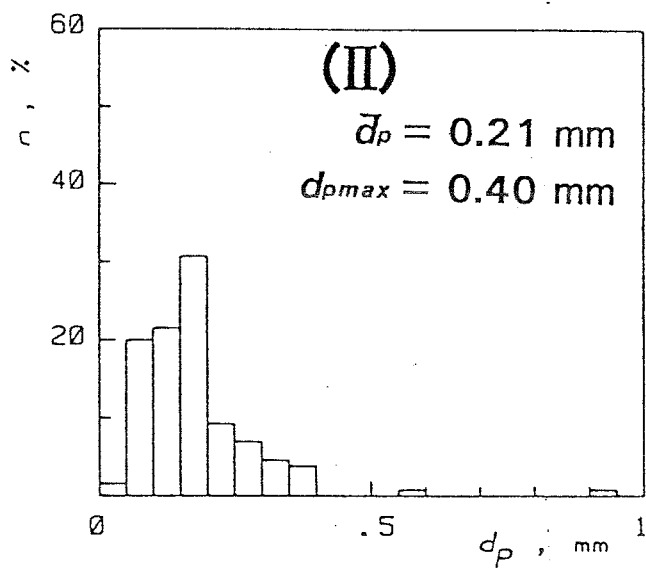 60
(II)
n , %
d̄p = 0.21 mm
40
dpmax = 0.40 mm
20
0
.5
1
dp , mm